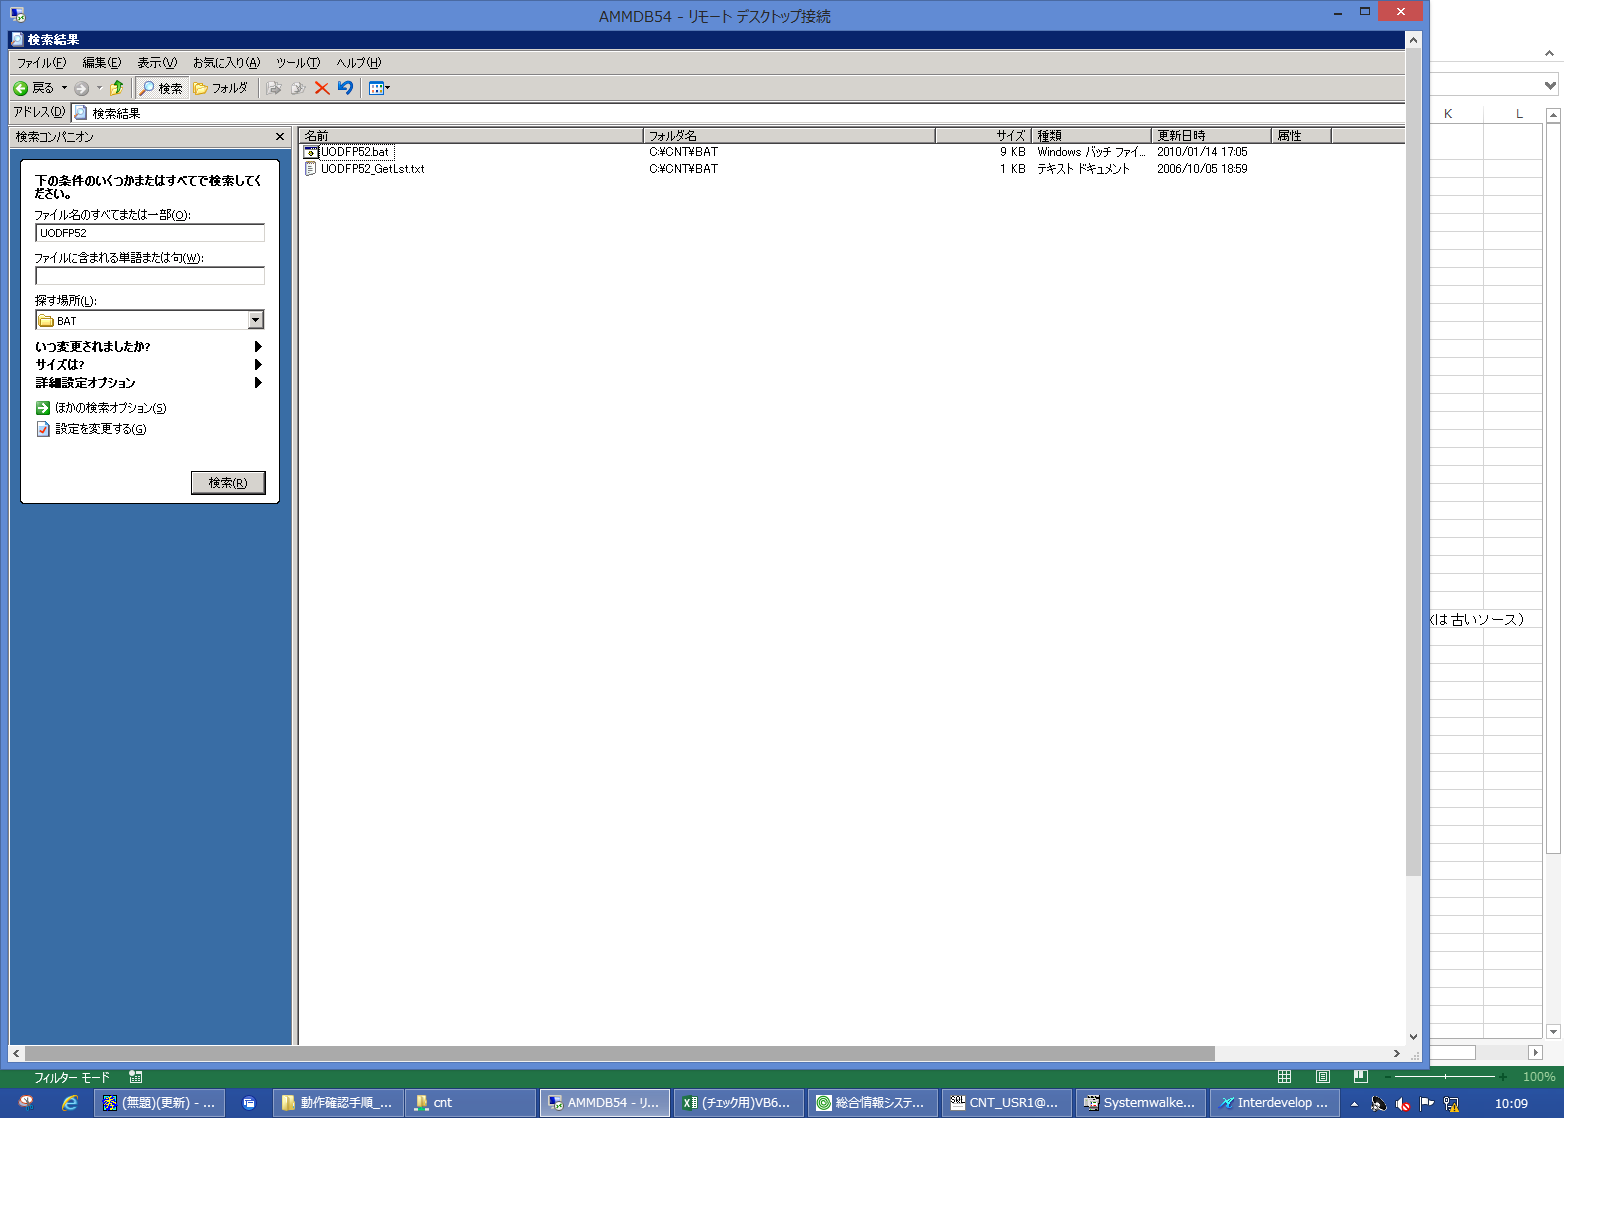 AMMDB54 - リモート デスクトップ接続
検索結果
ファイル(F) 編集(E) 表示(V) お気に入り(A) ツール(T) ヘルプ(H)
戻る 検索 フォルダ
アドレス(D) 検索結果
検索コンパニオン
下の条件のいくつかまたはすべてで検索してく
ださい。
ファイル名のすべてまたは一部(O):
UODFP52
ファイルに含まれる単語または句(W):
探す場所(L):
BAT
いつ変更されましたか?
サイズは?
詳細設定オプション
ほかの検索オプション(S)
設定を変更する(G)
検索(R)
名前 フォルダ名 サイズ 種類 更新日時 属性
UODFP52.bat C:¥CNT¥BAT 9 KB Windows バッチ ファイ... 2010/01/14 17:05
UODFP52_GetLst.txt C:¥CNT¥BAT 1 KB テキスト ドキュメント 2006/10/05 18:59
K L
は古いソース）
フィルター モード 100%
(無題)(更新) - ... 動作確認手順_... cnt AMMDB54 - リ... (チェック用)VB6... 総合情報システ... CNT_USR1@... Systemwalke... Interdevelop ... 10:09